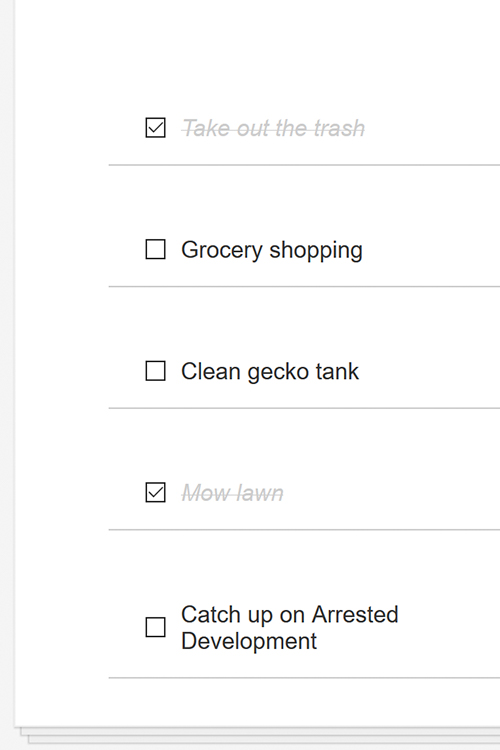 Take out the trash
Grocery shopping
Clean gecko tank
Mow lawn
Catch up on Arrested
Development